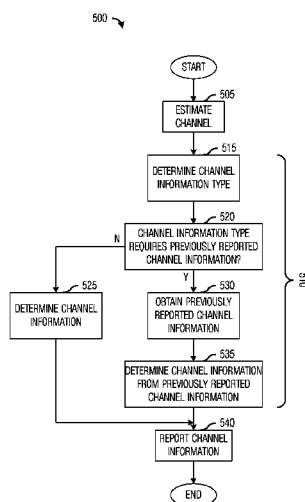 500
START
505
ESTIMATE
CHANNEL
515
DETERMINE CHANNEL
INFORMATION TYPE
520
CHANNEL INFORMATION TYPE
REQUIRES PREVIOUSLY REPORTED
CHANNEL INFORMATION?
N
Y
525
DETERMINE CHANNEL
INFORMATION
530
OBTAIN PREVIOUSLY
REPORTED CHANNEL
INFORMATION
510
535
DETERMINE CHANNEL INFORMATION
FROM PREVIOUSLY REPORTED
CHANNEL INFORMATION
540
REPORT CHANNEL
INFORMATION
END